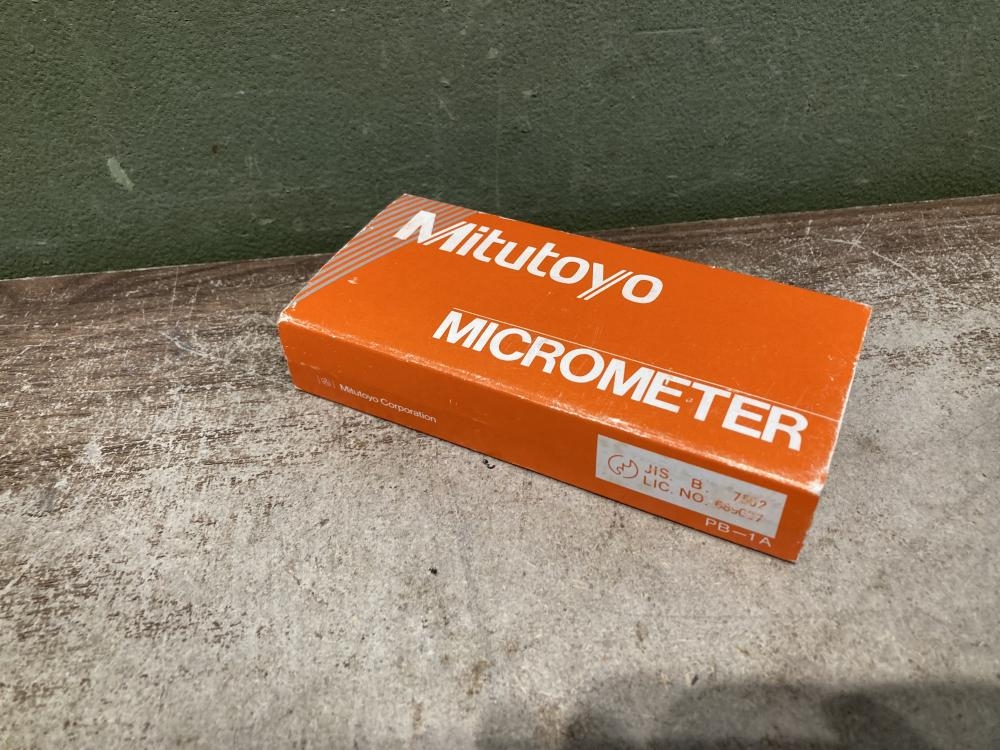 Mitutoyo
MICROMETER
Mitutoyo Corporation
JIS B 7502
LIC. NO.
PB-1A